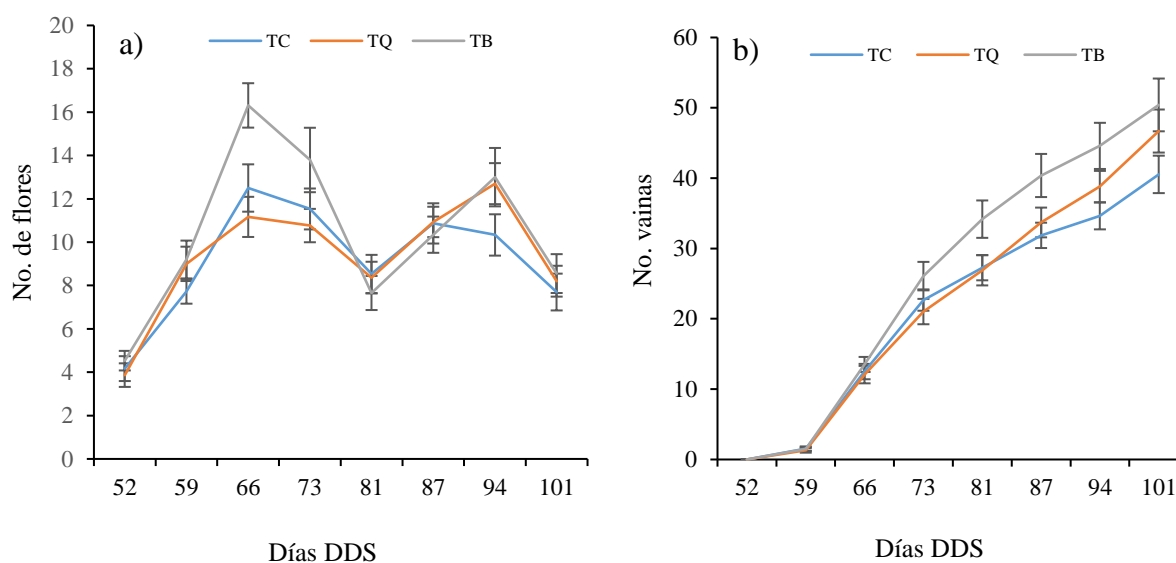 a)
TC TQ TB
No. de flores
20
18
16
14
12
10
8
6
4
2
0
52 59 66 73 81 87 94 101
Días DDS
b)
TC TQ TB
No. vainas
60
50
40
30
20
10
0
52 59 66 73 81 87 94 101
Días DDS